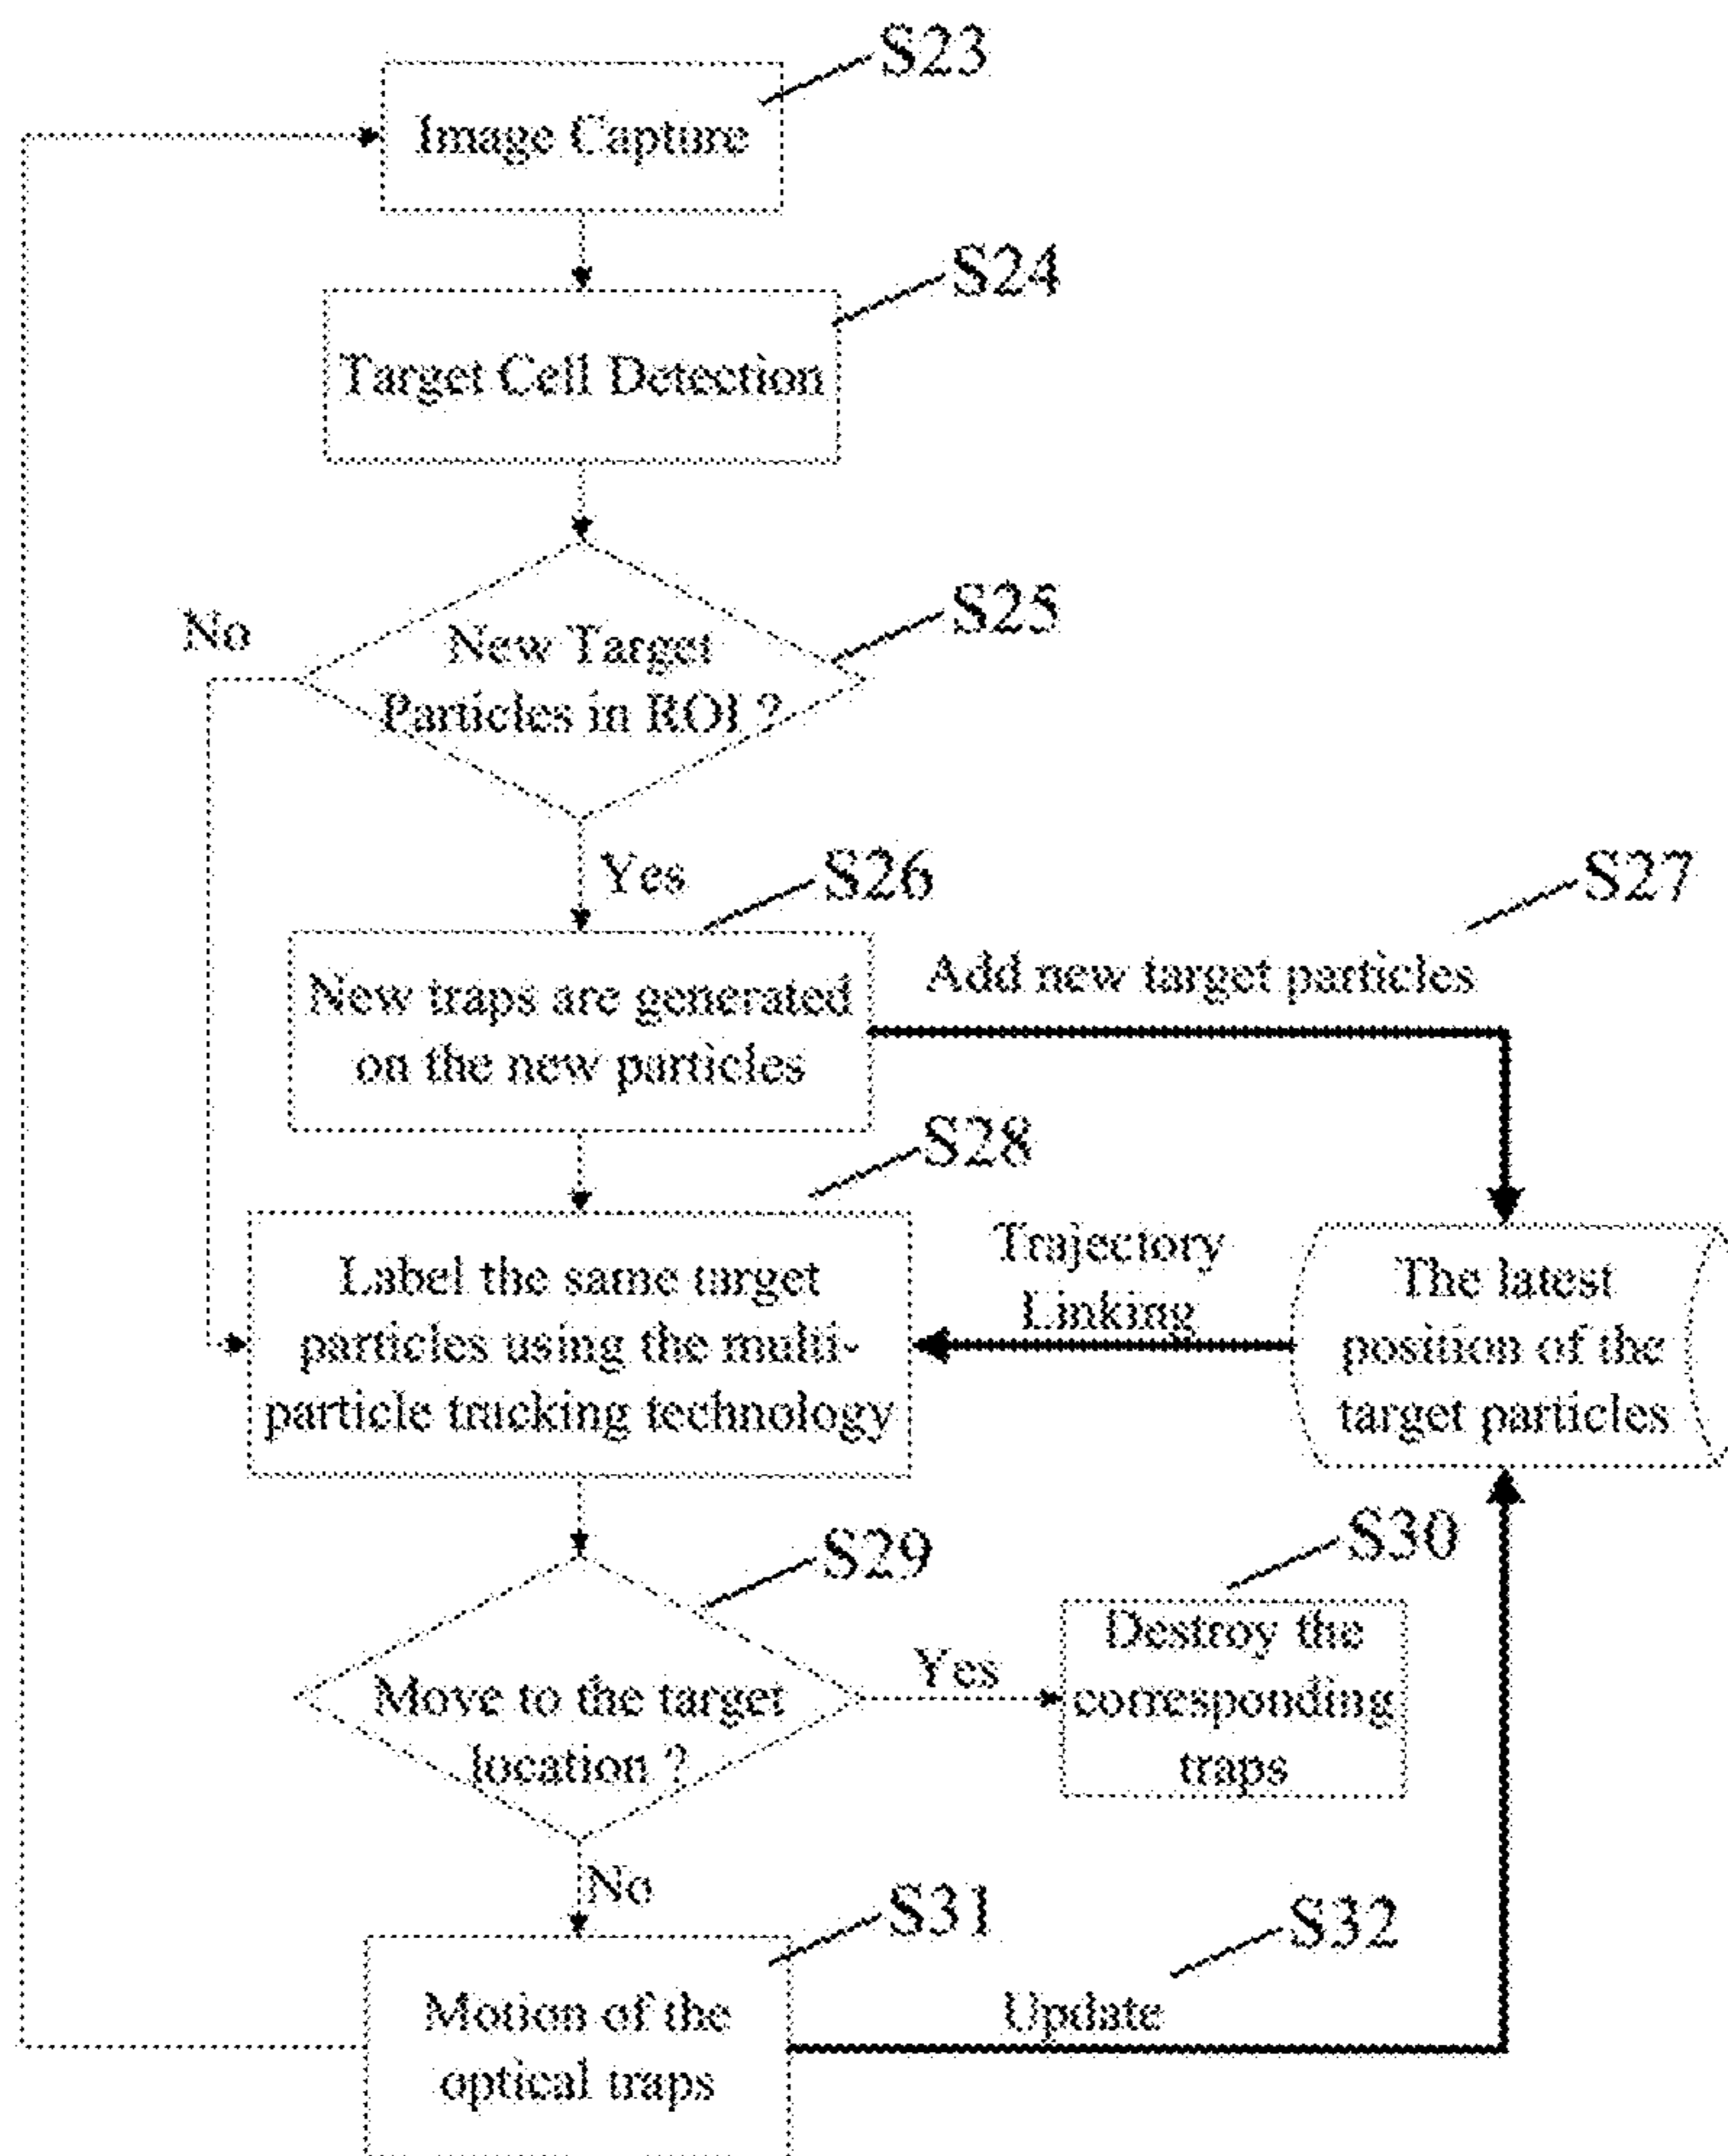 S23
Image Capture
S24
Target Cell Detection
S25
No
New Target
Particles in ROI ?
Yes
S26
S27
New traps are generated
on the new particles
Add new target particles
S28
Label the same target
particles using the multi-
particle trucking technology
Trajectory
Linking
The latest
position of the
target particles
S29
S30
Move to the target
location ?
Yes
Destroy the
corresponding
traps
No
S31
S32
Motion of the
optical traps
Update